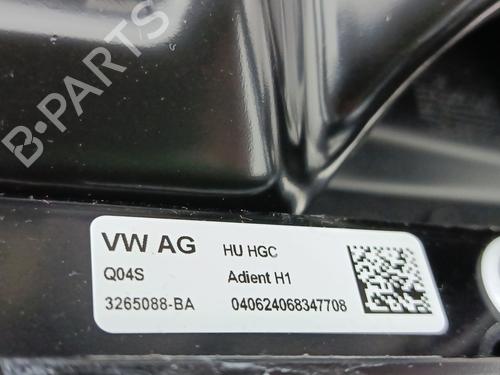 B-PARTS
VW AG HU HGC
Q04S Adient H1
3265088-BA 040624068347708